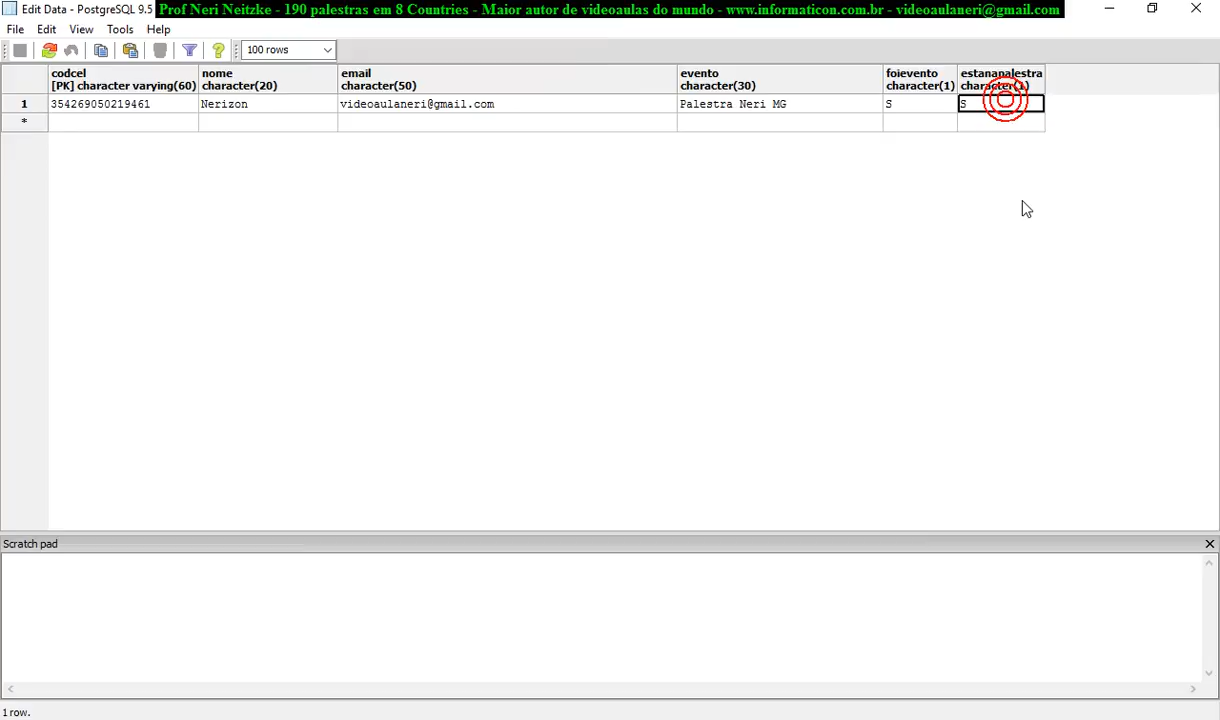 Edit Data - PostgreSQL 9.5
Prof Neri Neitzke - 190 palestras em 8 Countries - Maior autor de videoaulas do mundo - www.informaticon.com.br - videoaulaneri@gmail.com
File Edit View Tools Help
100 rows
codcel nome email evento foievento estanapalestra
[PK] character varying(60) character(20) character(50) character(30) character(1) character(1)
1 354269050219461 Nerizon videoaulaneri@gmail.com Palestra Neri MG S S
*
Scratch pad
1 row.